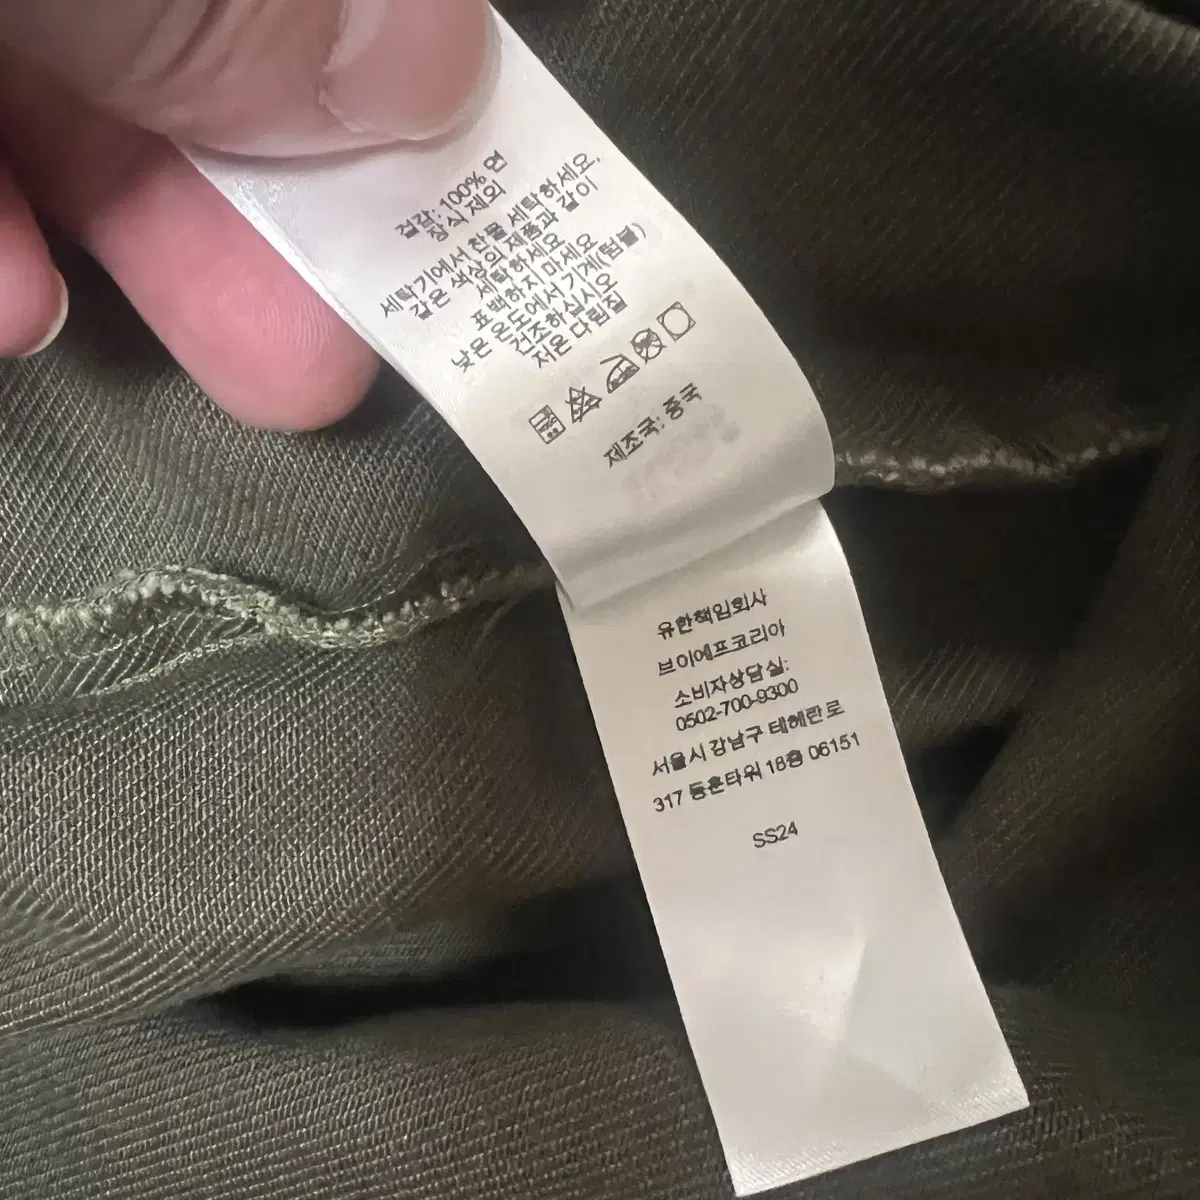 겉감: 100% 면
장식 제외
세탁기에서 찬물 세탁하세요,
같은 색상의 제품과 같이
세탁하세요
표백하지 마세요
낮은 온도에서 기계(텀블)
건조하십시오
저온 다림질
제조국: 중국
유한책임회사
브이에프코리아
소비자상담실:
0502-700-9300
서울시 강남구 테헤란로
317 동훈타워 18층 06151
SS24